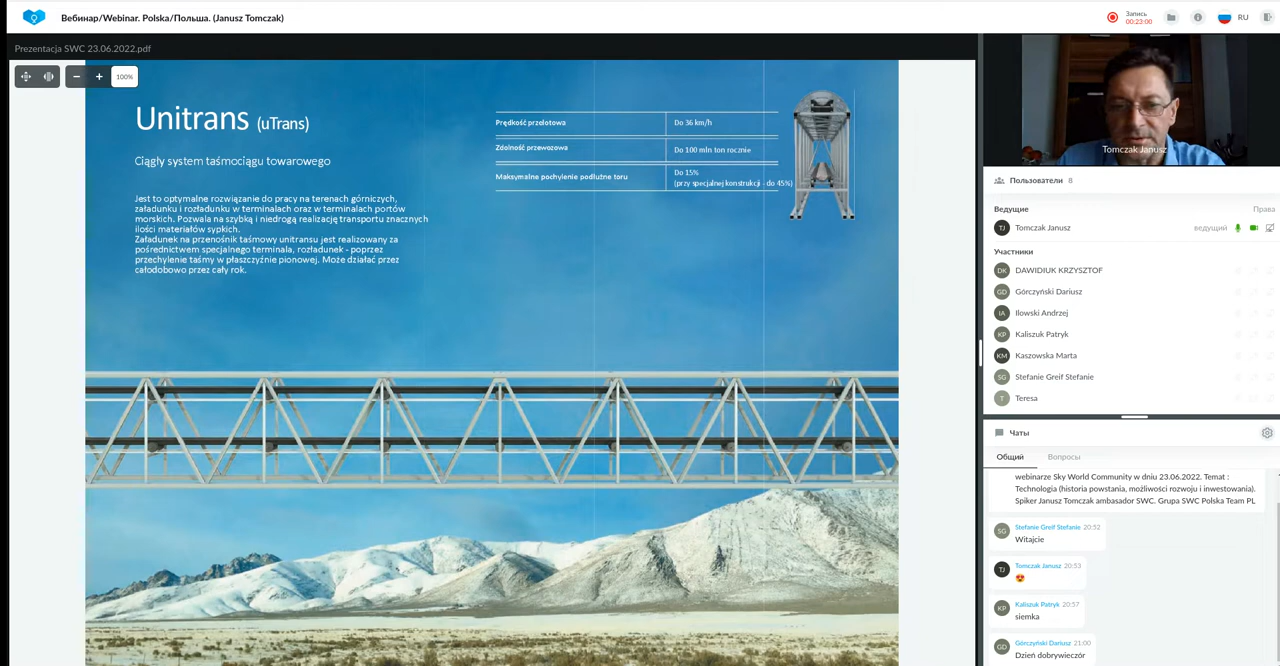 Вебинар/Webinar. Polska/Польша. (Janusz Tomczak)
Запись
00:23:00
RU
Prezentacja SWC 23.06.2022.pdf
100%
Unitrans (uTrans)
Ciągły system taśmociągu towarowego
Jest to optymalne rozwiązanie do pracy na terenach górniczych,
załadunku i rozładunku w terminalach oraz w terminalach portów
morskich. Pozwala na szybką i niedrogą realizację transportu znacznych
ilości materiałów sypkich.
Załadunek na przenośnik taśmowy unitransu jest realizowany za
pośrednictwem specjalnego terminala, rozładunek - poprzez
przechylenie taśmy w płaszczyźnie pionowej. Może działać przez
całodobowo przez cały rok.
Prędkość przelotowa
Do 36 km/h
Zdolność przewozowa
Do 100 mln ton rocznie
Maksymalne pochylenie podłużne toru
Do 15%
(przy specjalnej konstrukcji - do 45%)
Tomczak Janusz
Пользователи 8
Ведущие Права
TJ Tomczak Janusz ведущий
Участники
DK DAWIDIUK KRZYSZTOF
GD Górczyński Dariusz
IA Ilowski Andrzej
KP Kaliszuk Patryk
KM Kaszowska Marta
SG Stefanie Greif Stefanie
T Teresa
Чаты
Общий Вопросы
webinarze Sky World Community w dniu 23.06.2022. Temat :
Technologia (historia powstania, możliwości rozwoju i inwestowania).
Spiker Janusz Tomczak ambasador SWC. Grupa SWC Polska Team PL
SG Stefanie Greif Stefanie 20:52
Witajcie
TJ Tomczak Janusz 20:53
😍
KP Kaliszuk Patryk 20:57
siemka
GD Górczyński Dariusz 21:00
Dzień dobrywieczór